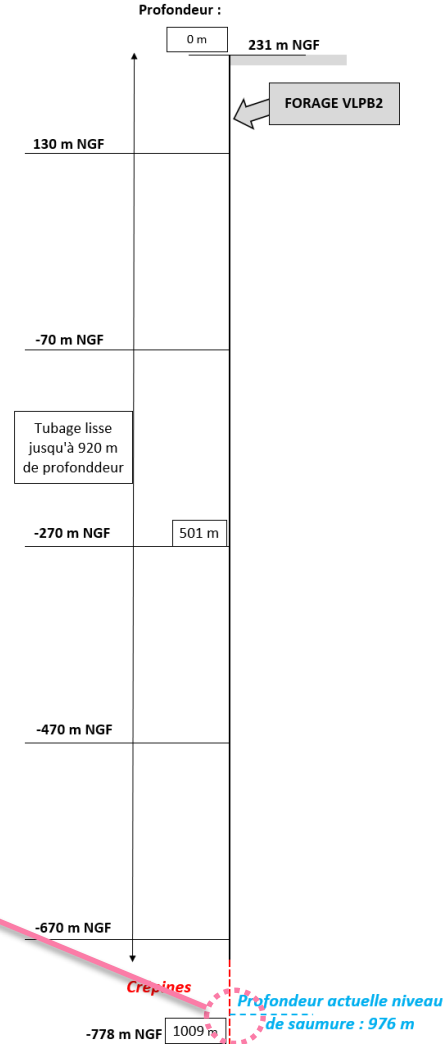 Profondeur :
0 m
231 m NGF
FORAGE VLPB2
130 m NGF
-70 m NGF
Tubage lisse
jusqu'à 920 m
de profonddeur
-270 m NGF
501 m
-470 m NGF
-670 m NGF
Crépines
Profondeur actuelle niveau
de saumure : 976 m
-778 m NGF
1009 m